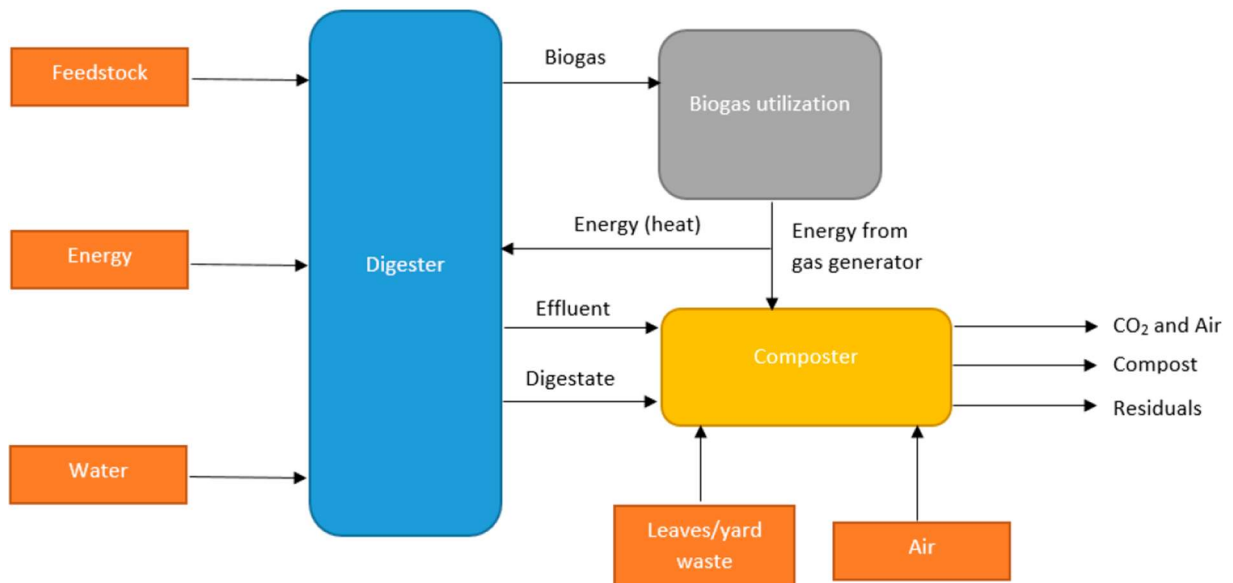 Feedstock
Biogas
Biogas utilization
Energy
Energy (heat)
Energy from
gas generator
Digester
Effluent
Composter
CO₂ and Air
Compost
Digestate
Residuals
Water
Leaves/yard
waste
Air